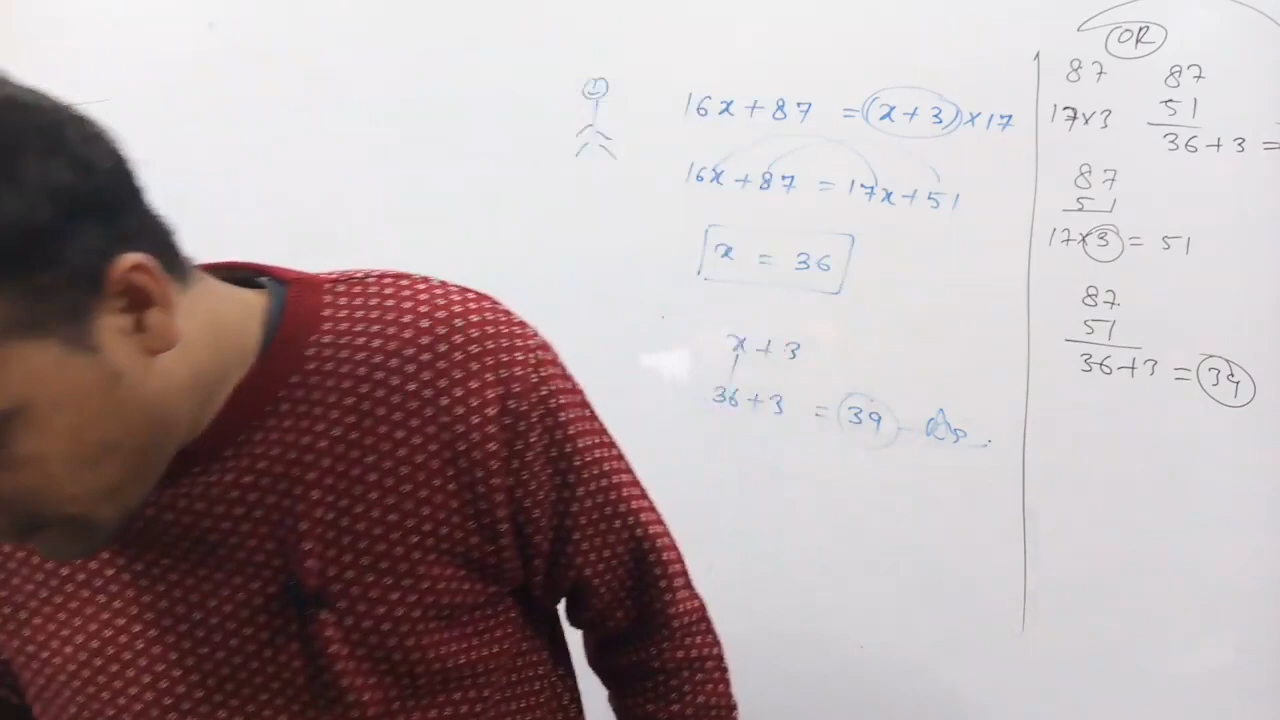 16x + 87 = (x + 3) × 17
16x + 87 = 17x + 51
x = 36
x + 3
36 + 3 = 39
OR
87 87
17×3 51
36 + 3 =
87
51
17×3 = 51
87
51
36 + 3 = 39